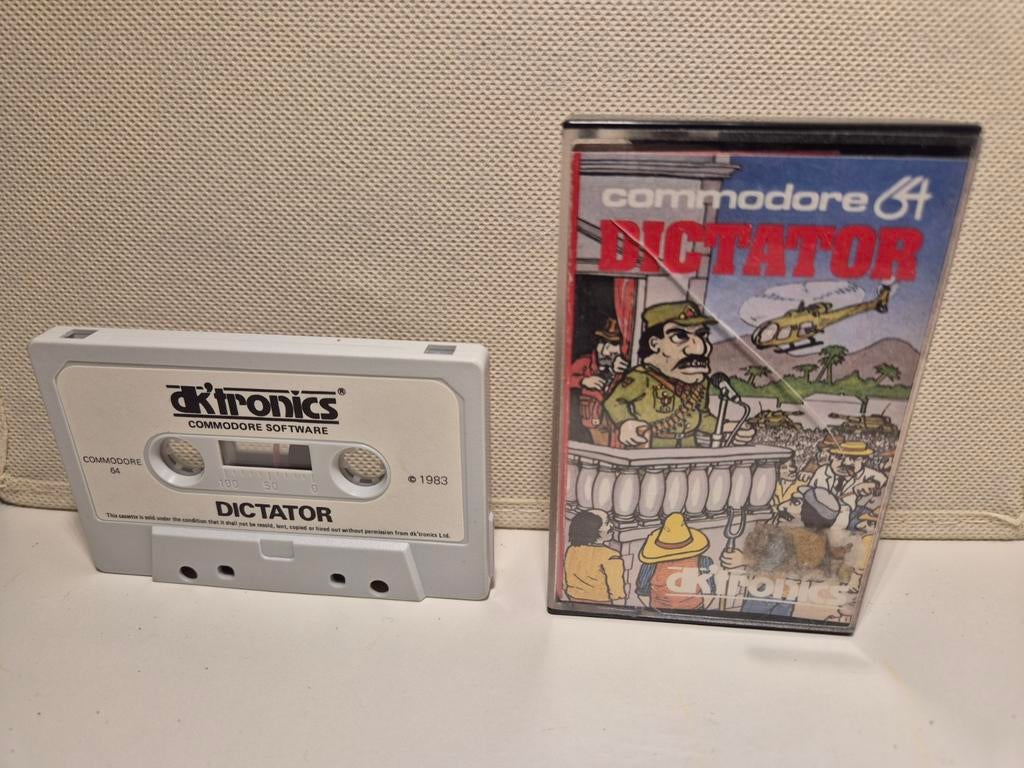 dk'tronics®
COMMODORE SOFTWARE
COMMODORE
64
100 50 0
© 1983
DICTATOR
This cassette is sold under the condition that it shall not be resold, lent, copied or hired out without permission from dk'tronics Ltd.
commodore 64
DICTATOR
dk'tronics